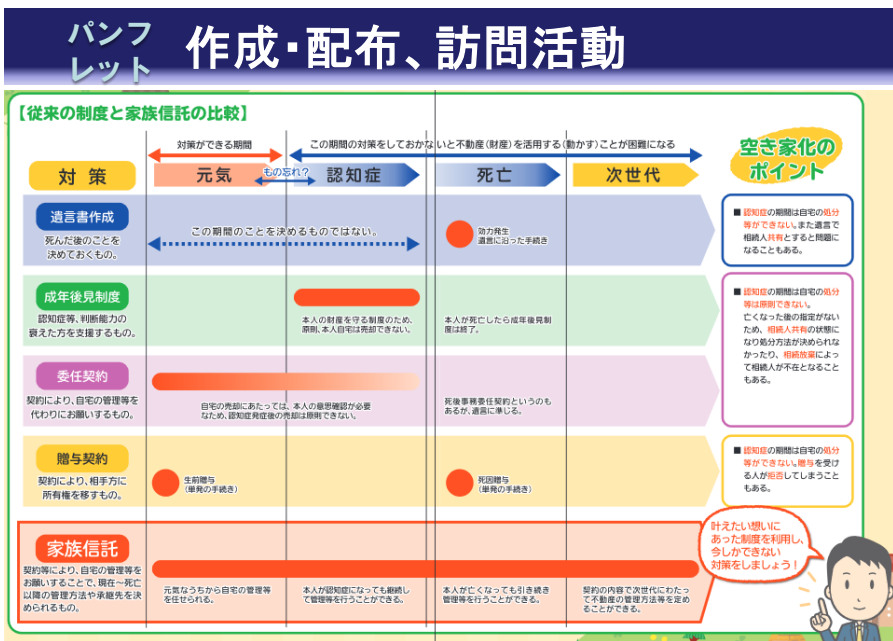 パンフ
レット
作成・配布、訪問活動
【従来の制度と家族信託の比較】
対策ができる期間
この期間の対策をしておかないと不動産(財産)を活用する(動かす)ことが困難になる
空き家化の
ポイント
対策
元気
もの忘れ?
認知症
死亡
次世代
遺言書作成
死んだ後のことを
決めておくもの。
この期間のことを決めるものではない。
効力発生
遺言に沿った手続き
■ 認知症の期間は自宅の処分
等ができない。また遺言で
相続人共有とすると問題に
なることもある。
成年後見制度
認知症等、判断能力の
衰えた方を支援するもの。
本人の財産を守る制度のため、
原則、本人自宅は売却できない。
本人が死亡したら成年後見制
度は終了。
■ 認知症の期間は自宅の処分
等は原則できない。
亡くなった後の指定がない
ため、相続人共有の状態に
なり処分方法が決められな
かったり、相続放棄によっ
て相続人が不在となること
もある。
委任契約
契約により、自宅の管理等を
代わりにお願いするもの。
自宅の売却にあたっては、本人の意思確認が必要
なため、認知症発症後の売却は原則できない。
死後事務委任契約というのも
あるが、遺言に準じる。
贈与契約
契約により、相手方に
所有権を移すもの。
生前贈与
(単発の手続き)
死因贈与
(単発の手続き)
■ 認知症の期間は自宅の処分
等ができない。贈与を受け
る人が拒否してしまうこと
もある。
家族信託
契約等により、自宅の管理等を
お願いすることで、現在〜死亡
以降の管理方法や承継先を決
められるもの。
元気なうちから自宅の管理等
を任せられる。
本人が認知症になっても継続し
て管理等を行うことができる。
本人が亡くなっても引き続き
管理等を行うことができる。
契約の内容で次世代にわたっ
て不動産の管理方法等を定め
ることができる。
叶えたい想いに
あった制度を利用し、
今しかできない
対策をしましょう!